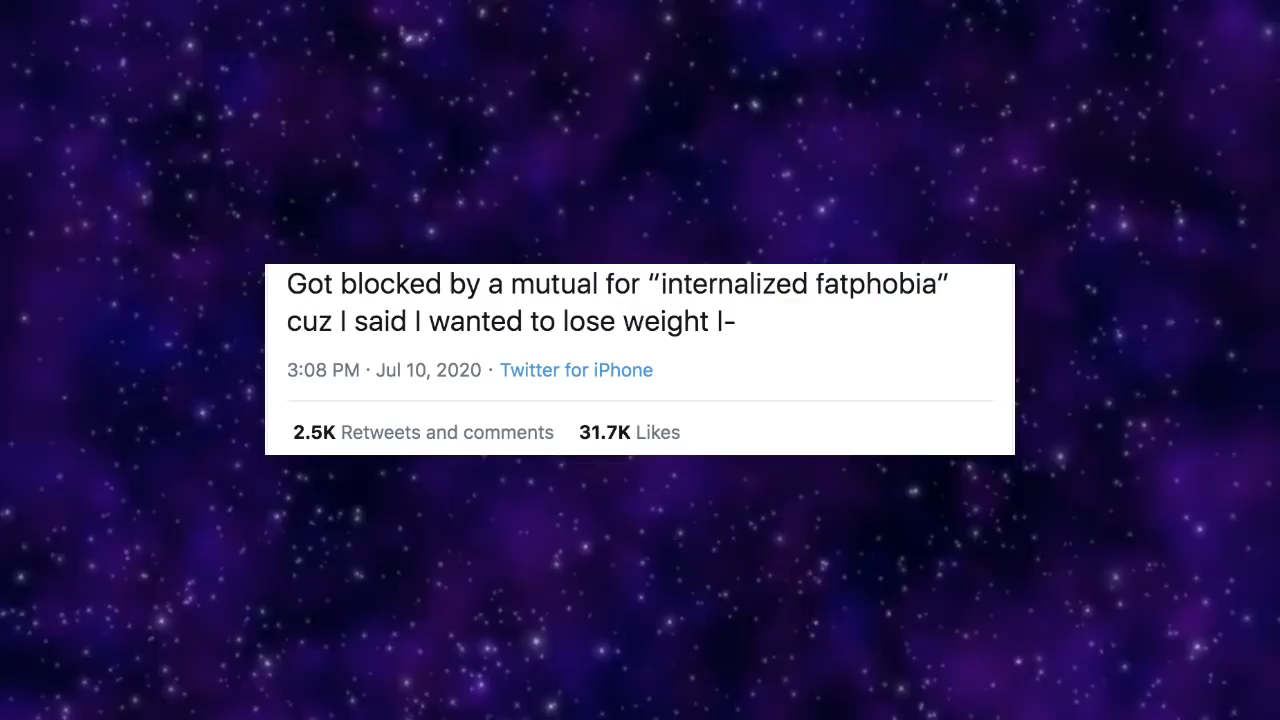 Got blocked by a mutual for “internalized fatphobia”
cuz I said I wanted to lose weight I-
3:08 PM · Jul 10, 2020 · Twitter for iPhone
2.5K Retweets and comments 31.7K Likes